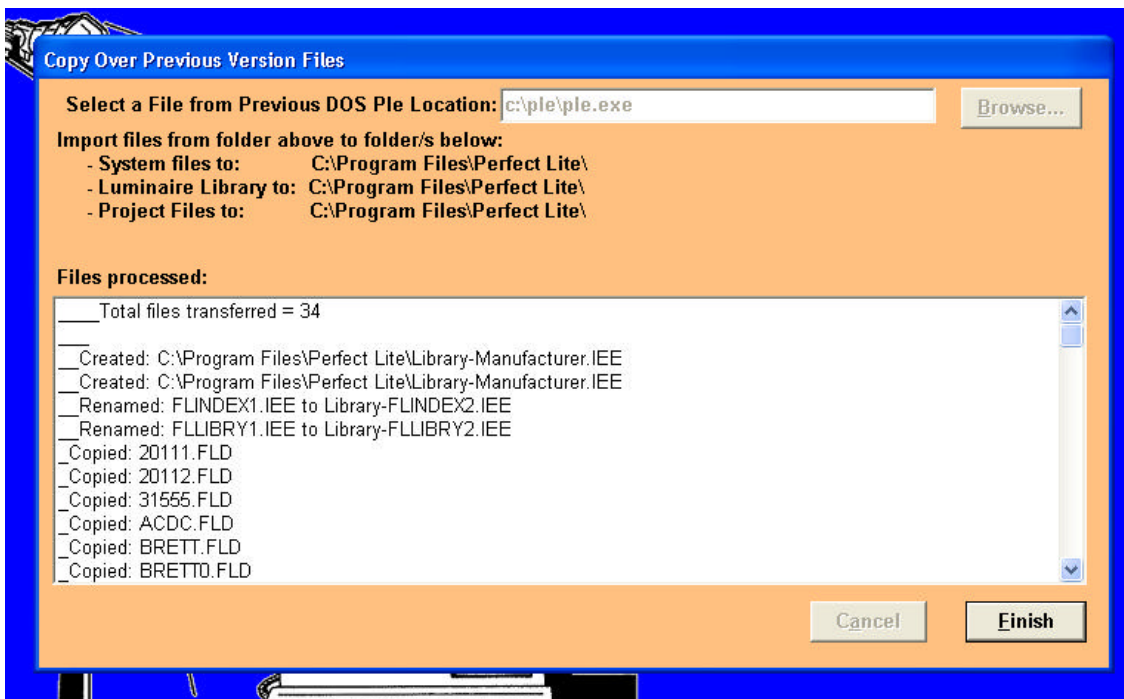 Copy Over Previous Version Files
Select a File from Previous DOS Ple Location: c:\ple\ple.exe Browse...
Import files from folder above to folder/s below:
- System files to: C:\Program Files\Perfect Lite\
- Luminaire Library to: C:\Program Files\Perfect Lite\
- Project Files to: C:\Program Files\Perfect Lite\
Files processed:
____Total files transferred = 34
___
__Created: C:\Program Files\Perfect Lite\Library-Manufacturer.IEE
__Created: C:\Program Files\Perfect Lite\Library-Manufacturer.IEE
__Renamed: FLINDEX1.IEE to Library-FLINDEX2.IEE
__Renamed: FLLIBRY1.IEE to Library-FLLIBRY2.IEE
_Copied: 20111.FLD
_Copied: 20112.FLD
_Copied: 31555.FLD
_Copied: ACDC.FLD
_Copied: BRETT.FLD
_Copied: BRETT0.FLD
Cancel Finish